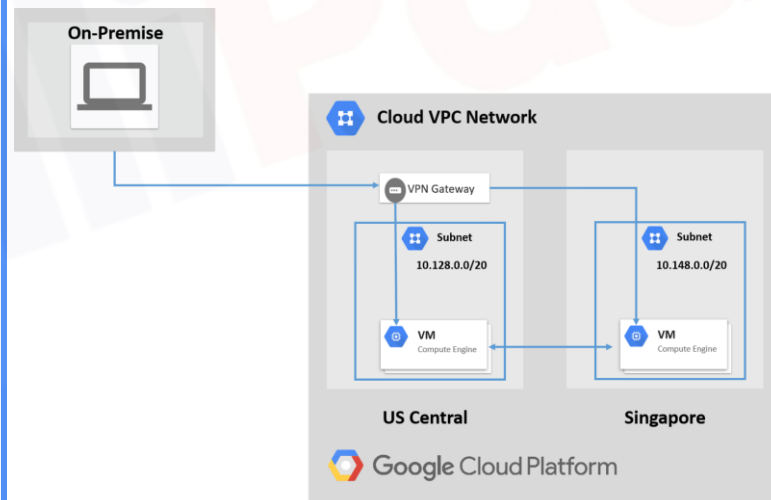 On-Premise
Cloud VPC Network
VPN Gateway
Subnet
10.128.0.0/20
VM
Compute Engine
Subnet
10.148.0.0/20
VM
Compute Engine
US Central
Singapore
Google Cloud Platform